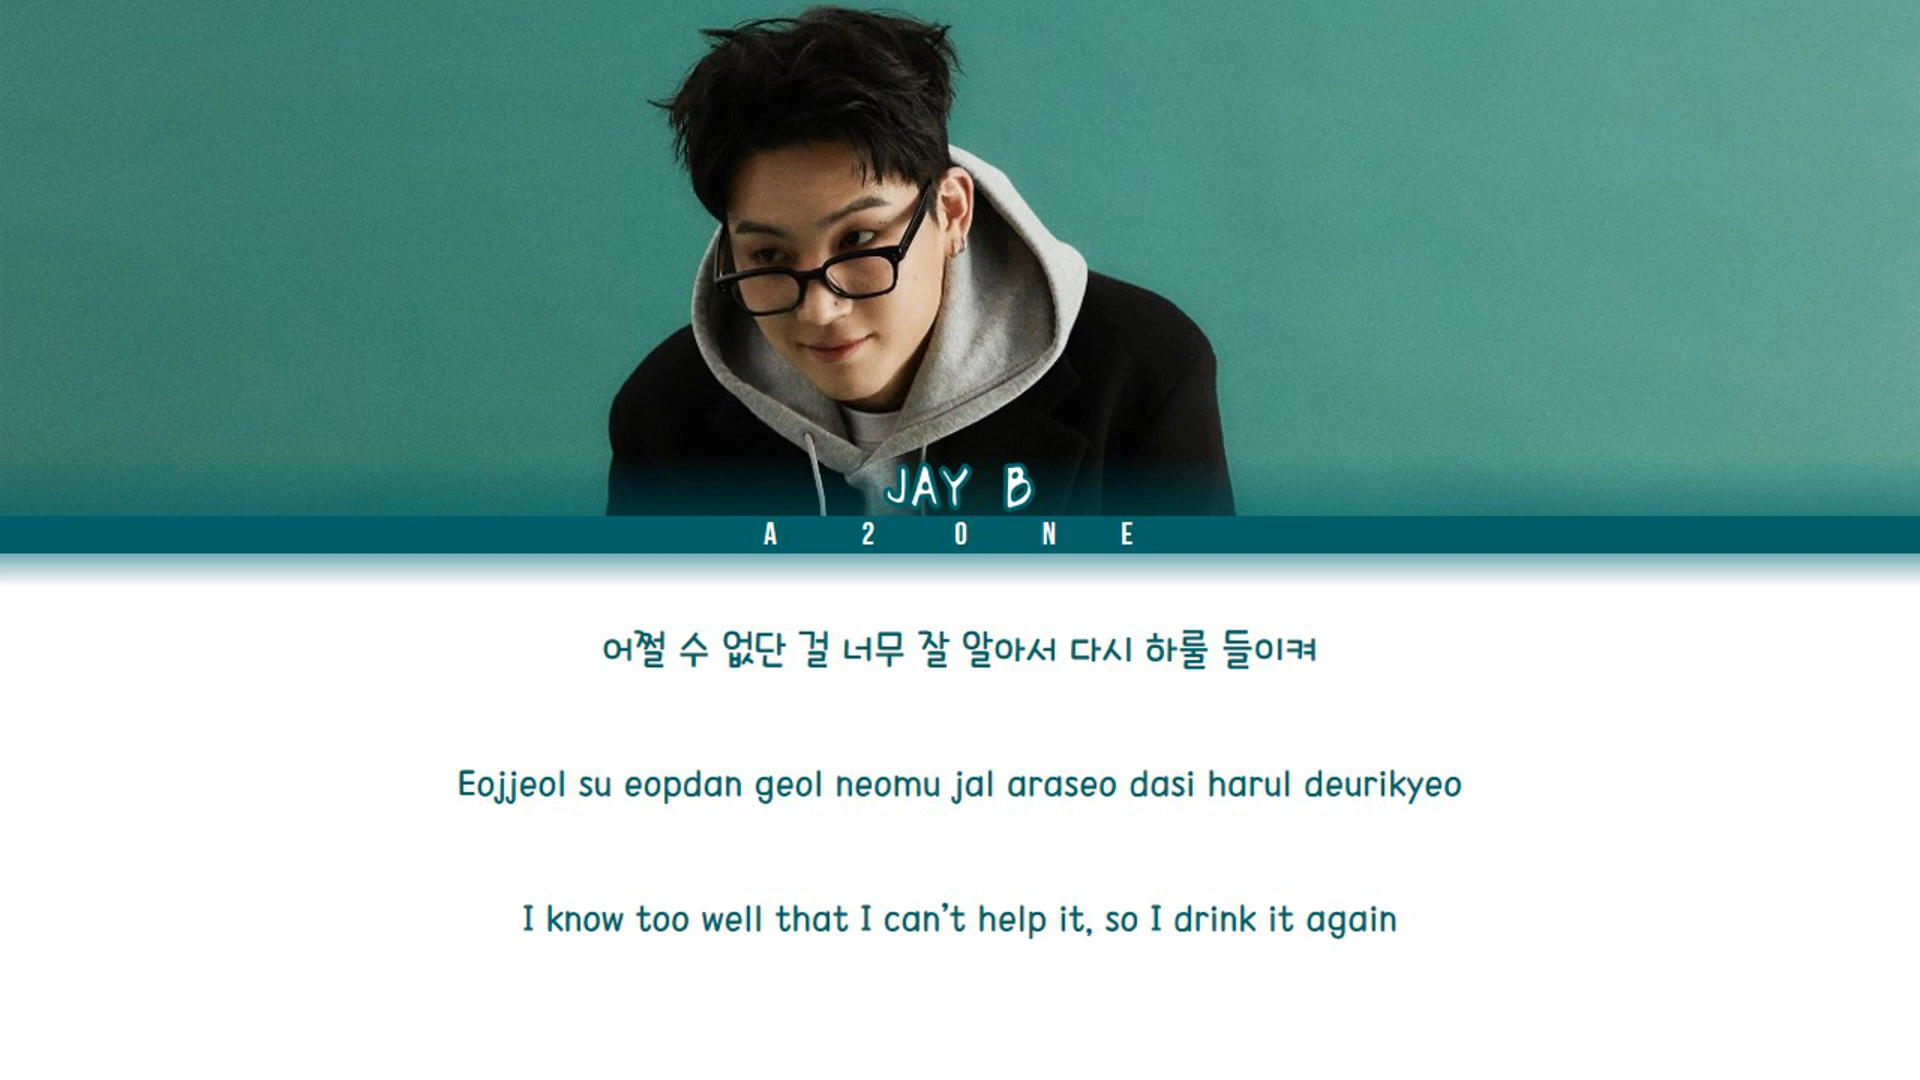 JAY B
A 2 O N E
어쩔 수 없단 걸 너무 잘 알아서 다시 하룰 들이켜
Eojjeol su eopdan geol neomu jal araseo dasi harul deurikyeo
I know too well that I can’t help it, so I drink it again